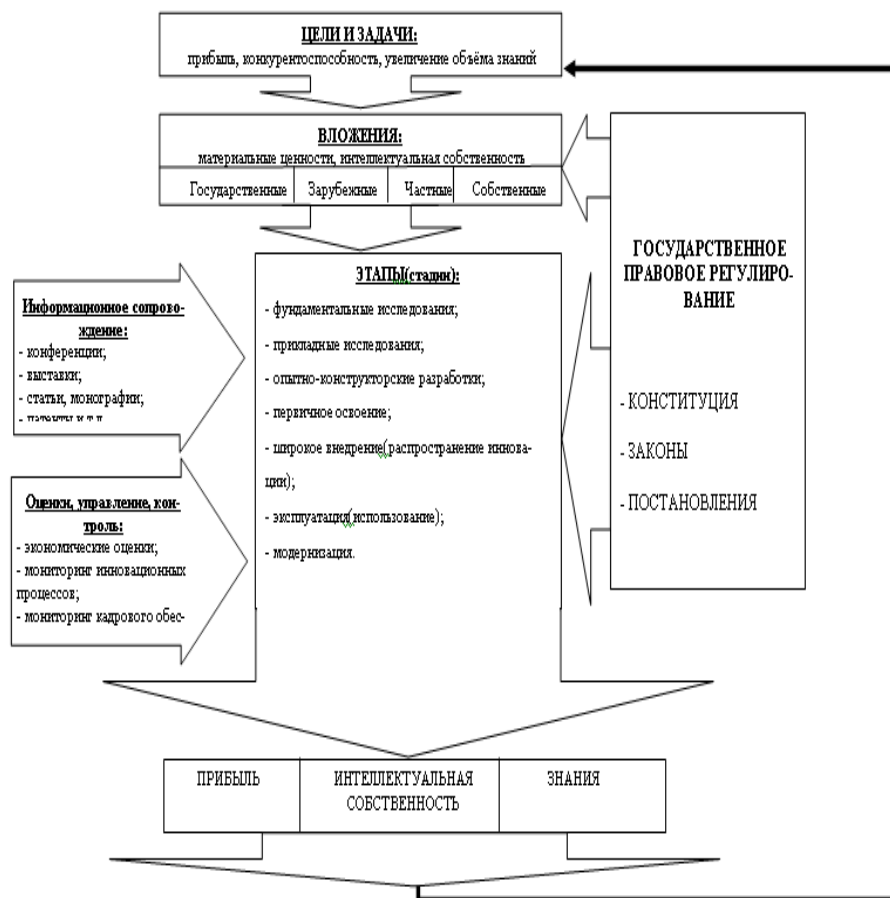 ЦЕЛИ И ЗАДАЧИ:
прибыль, конкурентоспособность, увеличение объёма знаний
ВЛОЖЕНИЯ:
материальные ценности, интеллектуальная собственность
Государственные Зарубежные Частные Собственные
ЭТАПЫ(стадии):
- фундаментальные исследования;
- прикладные исследования;
- опытно-конструкторские разработки;
- первичное освоение;
- широкое внедрение(распространение иннова-
ции);
- эксплуатация(использование);
- модернизация.
Информационное сопрово-
ждение:
- конференции;
- выставки;
- статьи, монографии;
- патенты и т.д.
Оценки, управление, кон-
троль:
- экономические оценки;
- мониторинг инновационных
процессов;
- мониторинг кадрового обес-
ГОСУДАРСТВЕННОЕ
ПРАВОВОЕ РЕГУЛИРО-
ВАНИЕ
- КОНСТИТУЦИЯ
- ЗАКОНЫ
- ПОСТАНОВЛЕНИЯ
ПРИБЫЛЬ
ИНТЕЛЛЕКТУАЛЬНАЯ
СОБСТВЕННОСТЬ
ЗНАНИЯ